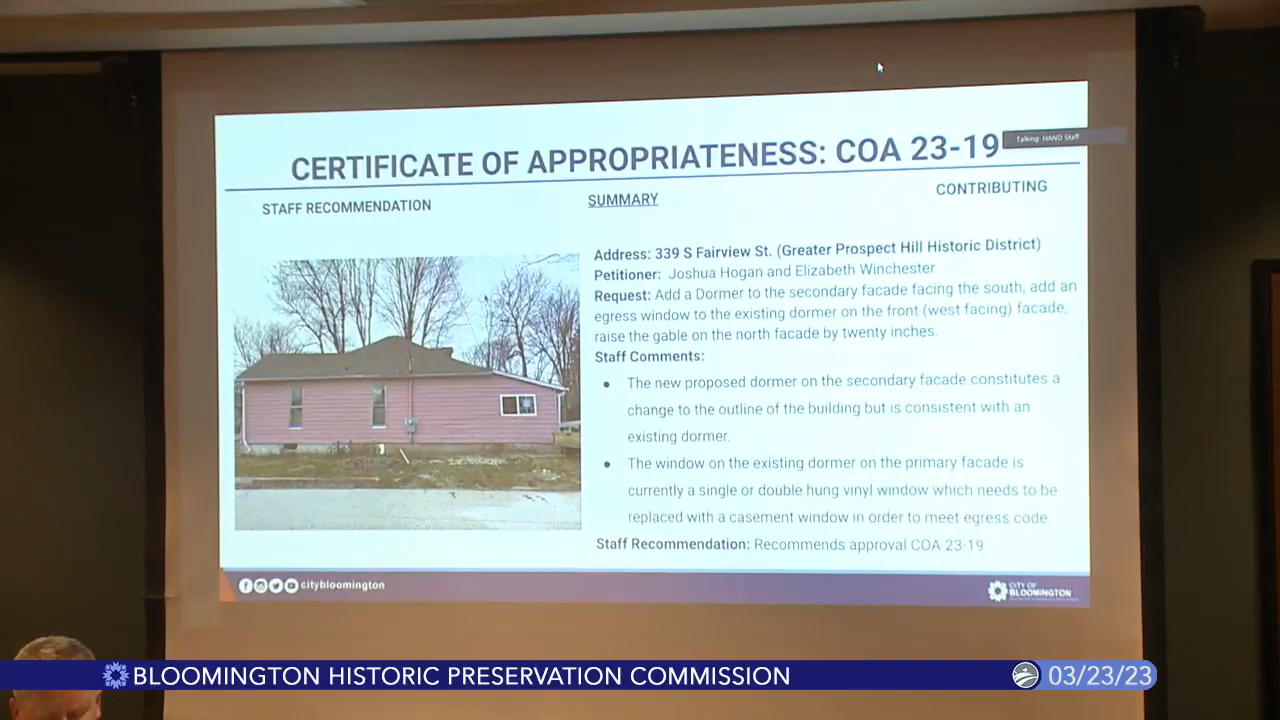 Talking: HAND Staff
CERTIFICATE OF APPROPRIATENESS: COA 23-19
STAFF RECOMMENDATION
SUMMARY
CONTRIBUTING
Address: 339 S Fairview St. (Greater Prospect Hill Historic District)
Petitioner: Joshua Hogan and Elizabeth Winchester
Request: Add a Dormer to the secondary facade facing the south, add an
egress window to the existing dormer on the front (west facing) facade,
raise the gable on the north facade by twenty inches.
Staff Comments:
● The new proposed dormer on the secondary facade constitutes a
change to the outline of the building but is consistent with an
existing dormer.
● The window on the existing dormer on the primary facade is
currently a single or double hung vinyl window which needs to be
replaced with a casement window in order to meet egress code.
Staff Recommendation: Recommends approval COA 23-19
citybloomington
CITY OF
BLOOMINGTON
BLOOMINGTON HISTORIC PRESERVATION COMMISSION
03/23/23